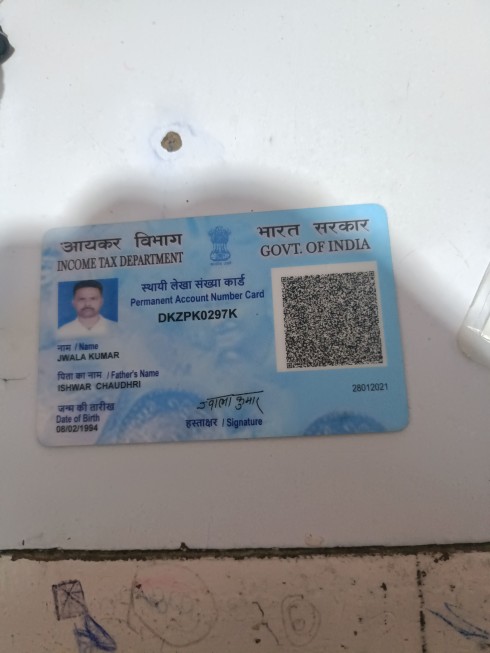 आयकर विभाग
INCOME TAX DEPARTMENT
भारत सरकार
GOVT. OF INDIA
स्थायी लेखा संख्या कार्ड
Permanent Account Number Card
DKZPK0297K
नाम / Name
JWALA KUMAR
पिता का नाम / Father's Name
ISHWAR CHAUDHRI
जन्म की तारीख
Date of Birth
08/02/1994
ज्वाला कुमार
हस्ताक्षर / Signature
28012021